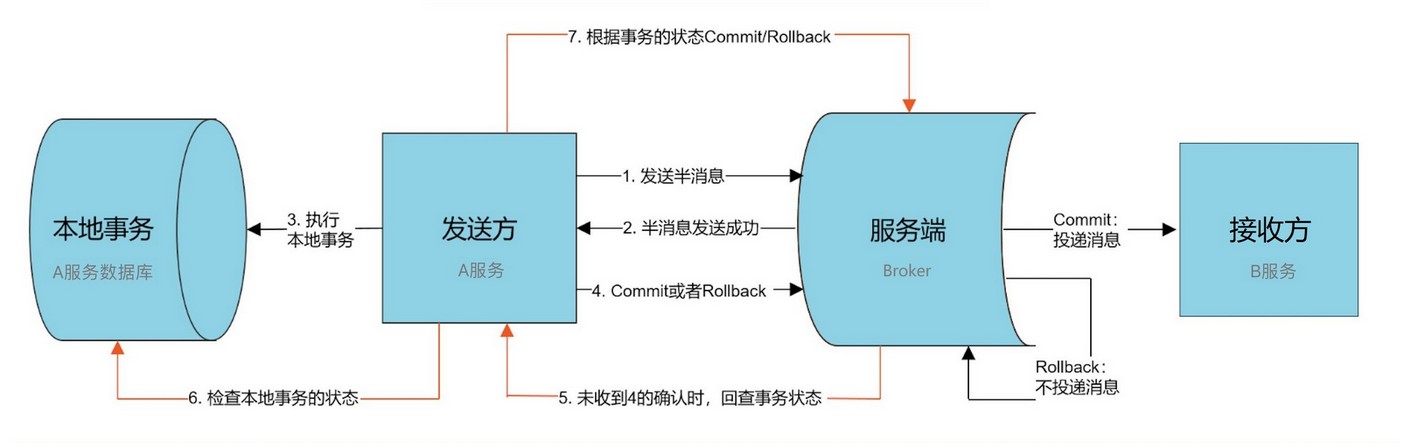 7. 根据事务的状态Commit/Rollback
1. 发送半消息
本地事务
A服务数据库
3. 执行
本地事务
发送方
A服务
2. 半消息发送成功
服务端
Broker
Commit：
投递消息
接收方
B服务
4. Commit或者Rollback
Rollback：
不投递消息
6. 检查本地事务的状态
5. 未收到4的确认时，回查事务状态